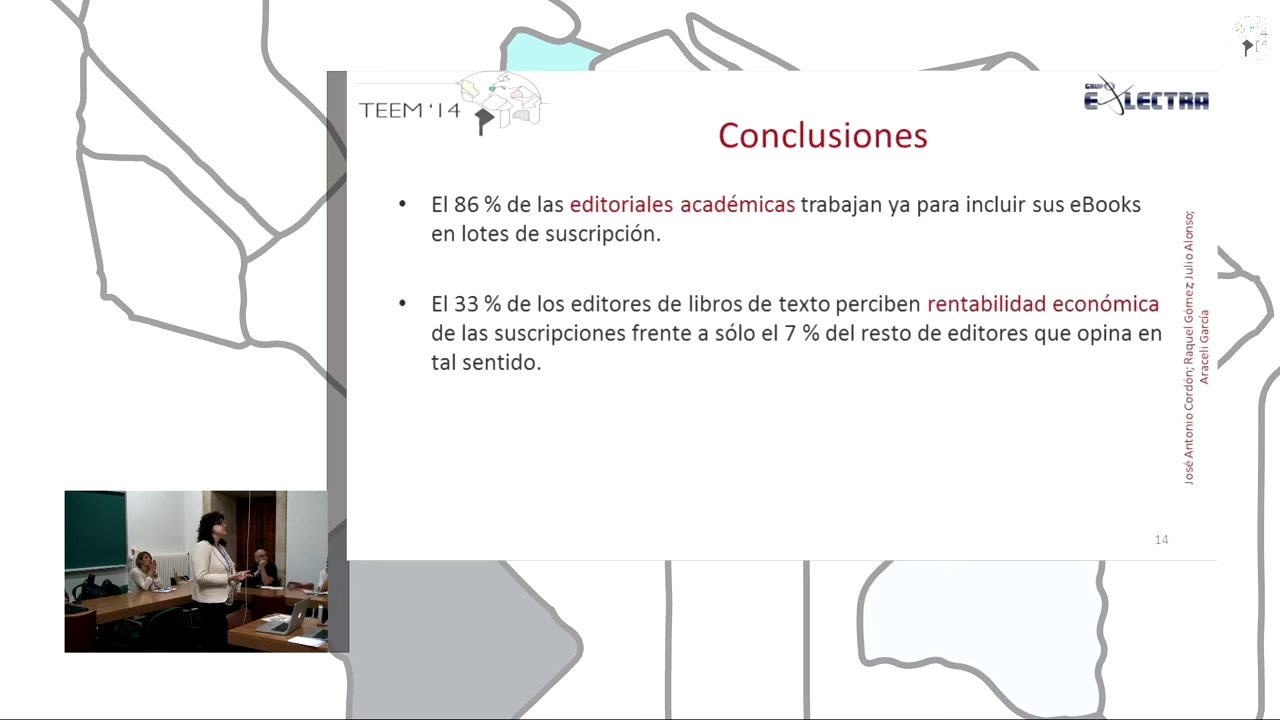 TEEM ‘14
GRUPO
E LECTRA
Conclusiones
• El 86 % de las editoriales académicas trabajan ya para incluir sus eBooks
en lotes de suscripción.
• El 33 % de los editores de libros de texto perciben rentabilidad económica
de las suscripciones frente a sólo el 7 % del resto de editores que opina en
tal sentido.
José Antonio Cordón; Raquel Gómez; Julio Alonso;
Araceli García
14